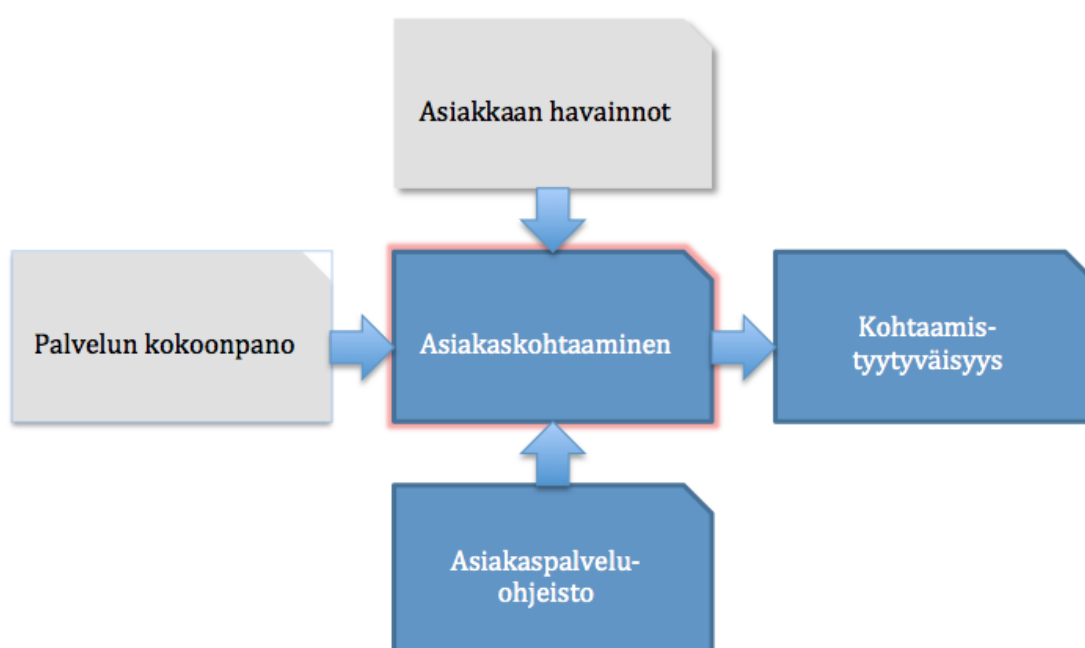 Asiakkaan havainnot
Palvelun kokoonpano
Asiakaskohtaaminen
Kohtaamis-
tyytyväisyys
Asiakaspalvelu-
ohjeisto